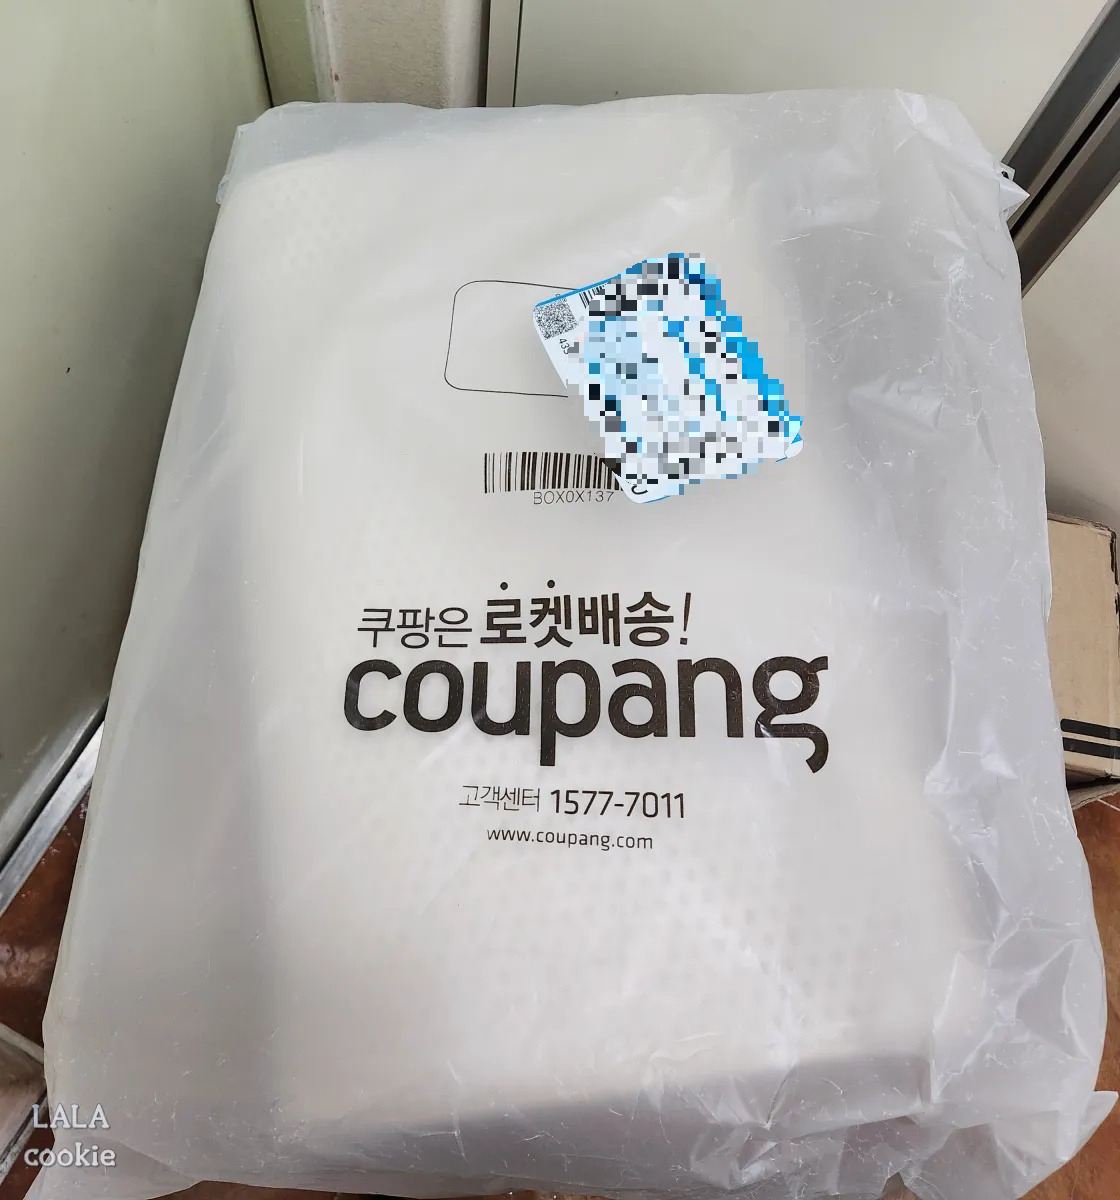 BOX0X137
쿠팡은 로켓배송!
coupang
고객센터 1577-7011
www.coupang.com
LALA
cookie